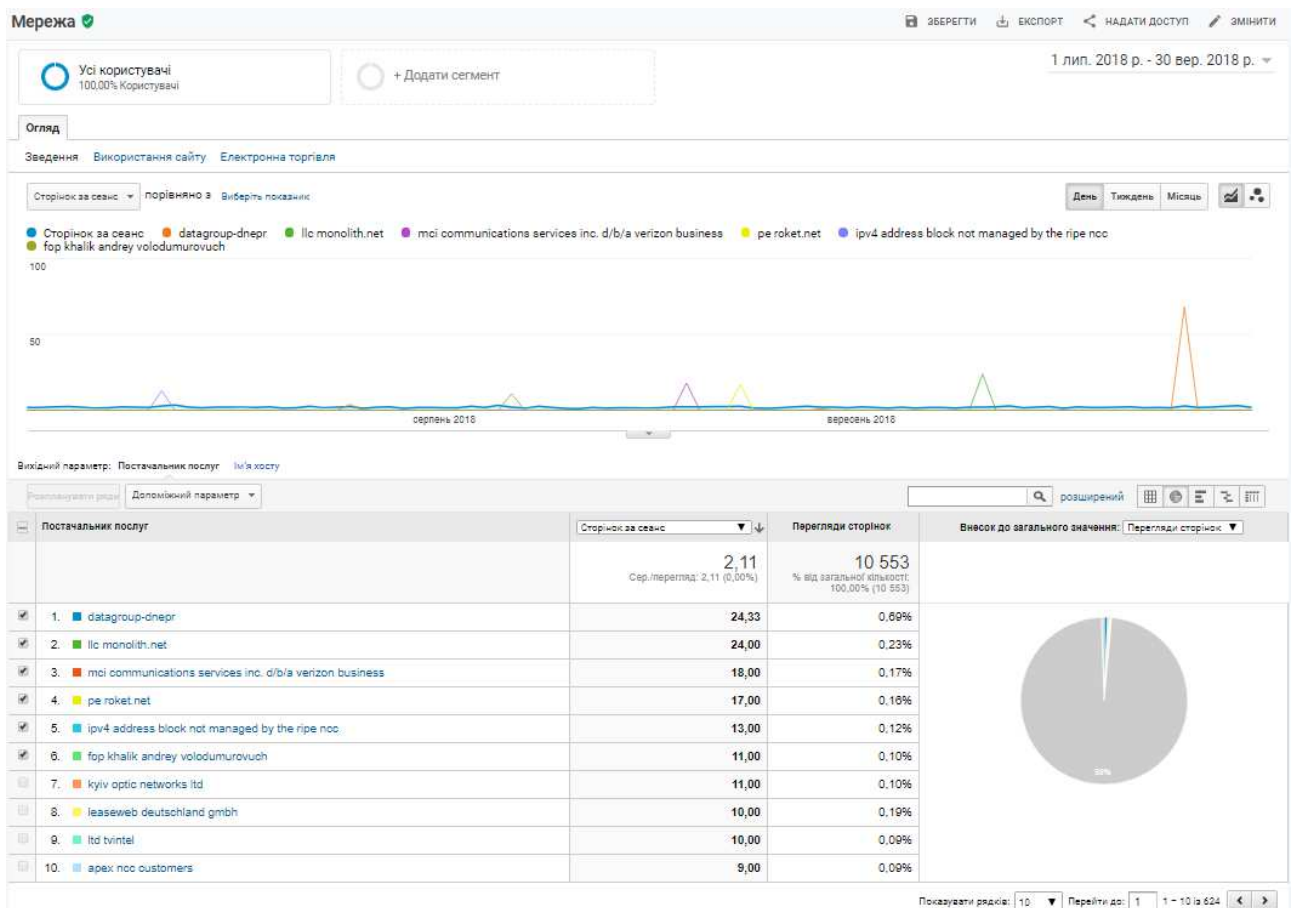 Мережа
ЗБЕРЕГТИ ЕКСПОРТ НАДАТИ ДОСТУП ЗМІНИТИ
Усі користувачі
100,00% Користувачі
+ Додати сегмент
1 лип. 2018 р. - 30 вер. 2018 р.
Огляд
Зведення Використання сайту Електронна торгівля
Сторінок за сеанс порівняно з Виберіть показник
День Тиждень Місяць
Сторінок за сеанс datagroup-dnepr llc monolith.net mci communications services inc. d/b/a verizon business pe roket.net ipv4 address block not managed by the ripe ncc
fop khalik andrey volodumurovuch
100
50
серпень 2018 вересень 2018
Вихідний параметр: Постачальник послуг Ім'я хосту
Розпланувати ряди Допоміжний параметр розширений
Постачальник послуг Сторінок за сеанс Перегляди сторінок Внесок до загального значення: Перегляди сторінок
2,11 10 553
Сер./перегляд: 2,11 (0,00%) % від загальної кількості:
100,00% (10 553)
1. datagroup-dnepr 24,33 0,69%
2. llc monolith.net 24,00 0,23%
3. mci communications services inc. d/b/a verizon business 18,00 0,17%
4. pe roket.net 17,00 0,16%
5. ipv4 address block not managed by the ripe ncc 13,00 0,12%
6. fop khalik andrey volodumurovuch 11,00 0,10%
7. kyiv optic networks ltd 11,00 0,10%
8. leaseweb deutschland gmbh 10,00 0,19%
9. ltd tvintel 10,00 0,09%
10. apex ncc customers 9,00 0,09%
Показувати рядків: 10 Перейти до: 1 1 – 10 із 624